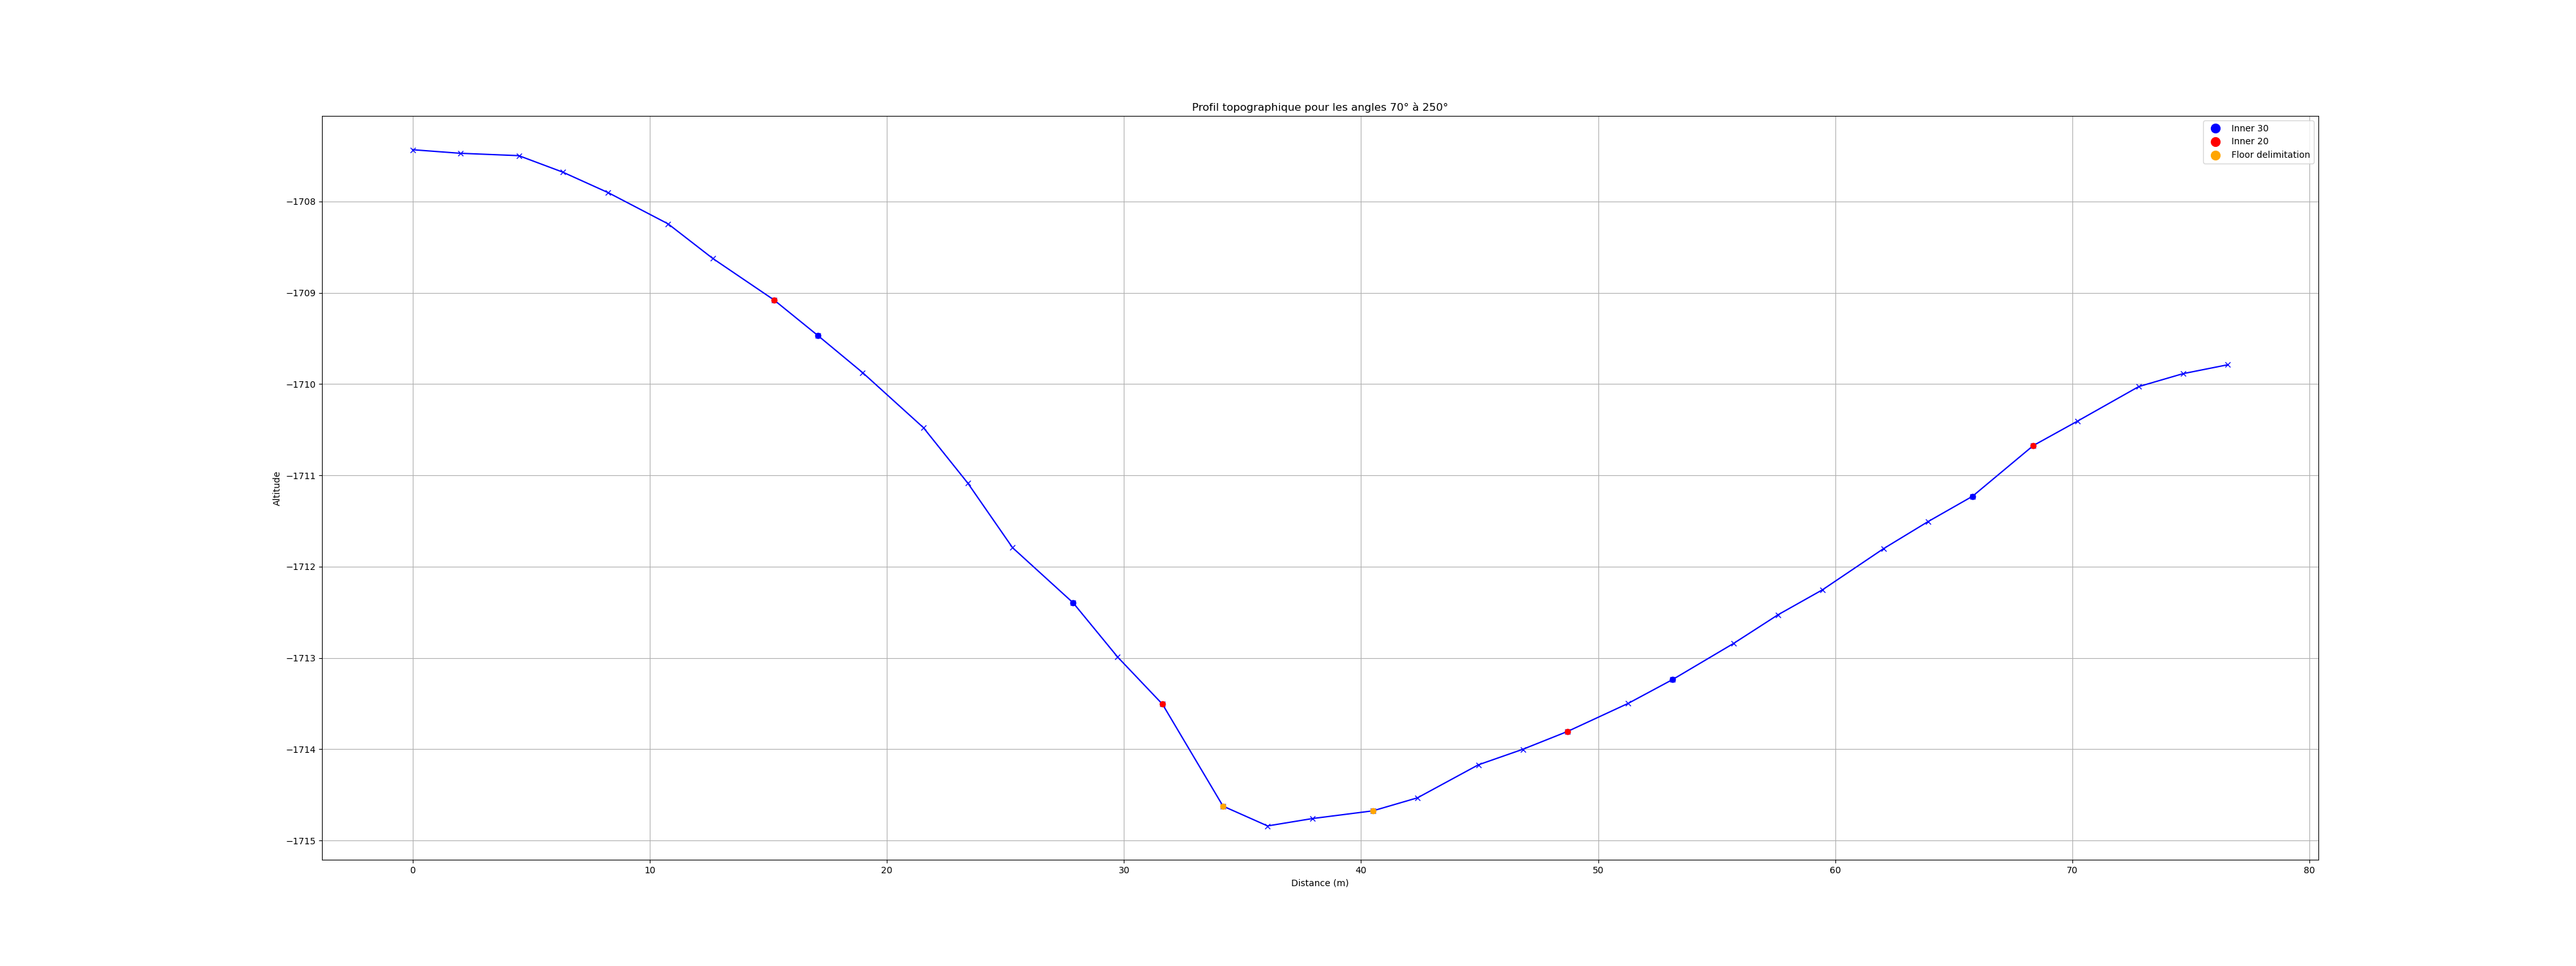 Profil topographique pour les angles 70° à 250°
Inner 30
Inner 20
Floor delimitation
Altitude
−1708
−1709
−1710
−1711
−1712
−1713
−1714
−1715
0 10 20 30 40 50 60 70 80
Distance (m)